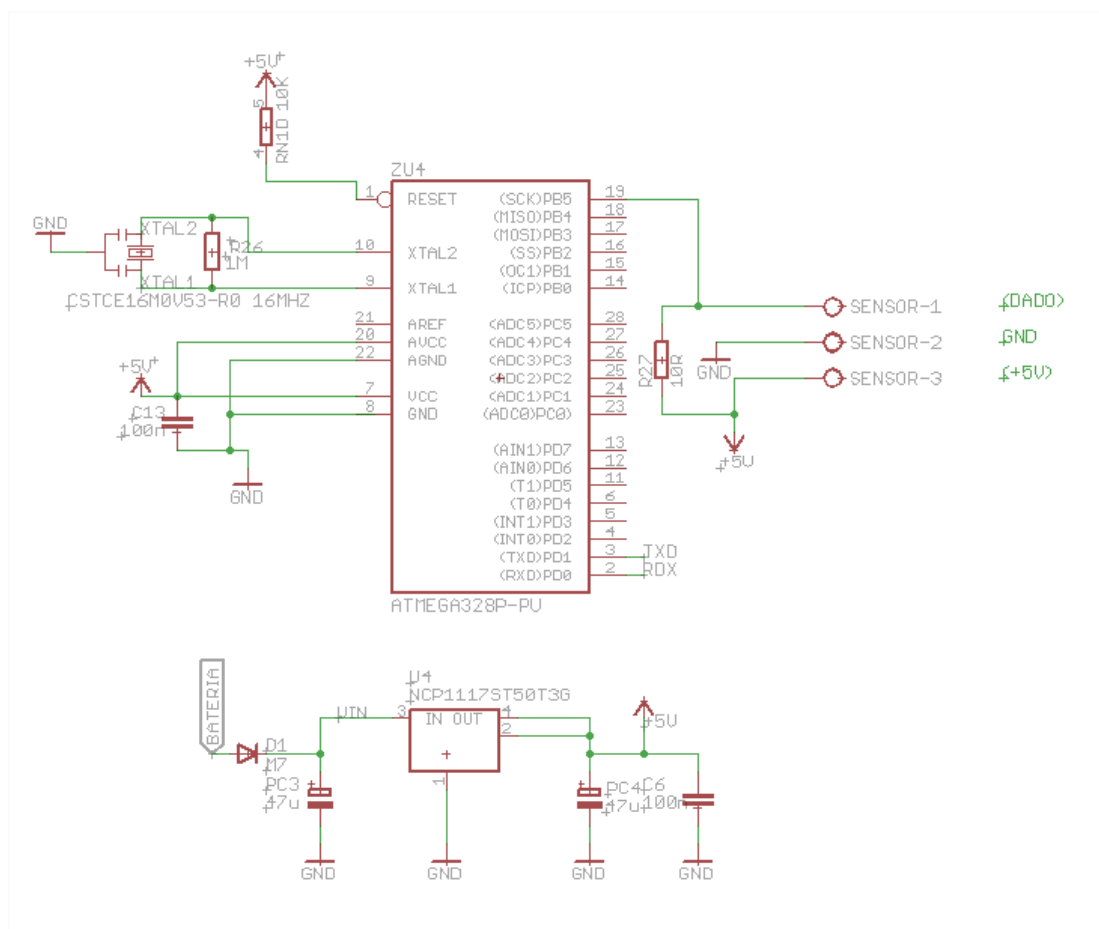 +5V
RN1D 10K
5
4
ZU4
1
RESET
(SCK)PB5
19
(MISO)PB4
18
(MOSI)PB3
17
(SS)PB2
16
(OC1)PB1
15
(ICP)PB0
14
GND
XTAL2
R26
1M
XTAL1
CSTCE16M0V53-R0 16MHZ
10
XTAL2
9
XTAL1
21
AREF
20
AVCC
22
AGND
7
VCC
8
GND
(ADC5)PC5
28
(ADC4)PC4
27
(ADC3)PC3
26
(ADC2)PC2
25
(ADC1)PC1
24
(ADC0)PC0)
23
(AIN1)PD7
13
(AIN0)PD6
12
(T1)PD5
11
(T0)PD4
6
(INT1)PD3
5
(INT0)PD2
4
(TXD)PD1
3
TXD
(RXD)PD0
2
RDX
ATMEGA328P-PU
+5V
C13
100n
GND
R27
10R
GND
+5V
SENSOR-1
(DADO)
SENSOR-2
GND
SENSOR-3
(+5V)
BATERIA
D1
M7
VIN
U4
NCP1117ST50T3G
3
IN OUT
4
2
1
+5V
PC3
47u
PC4
47u
C6
100n
GND
GND
GND
GND